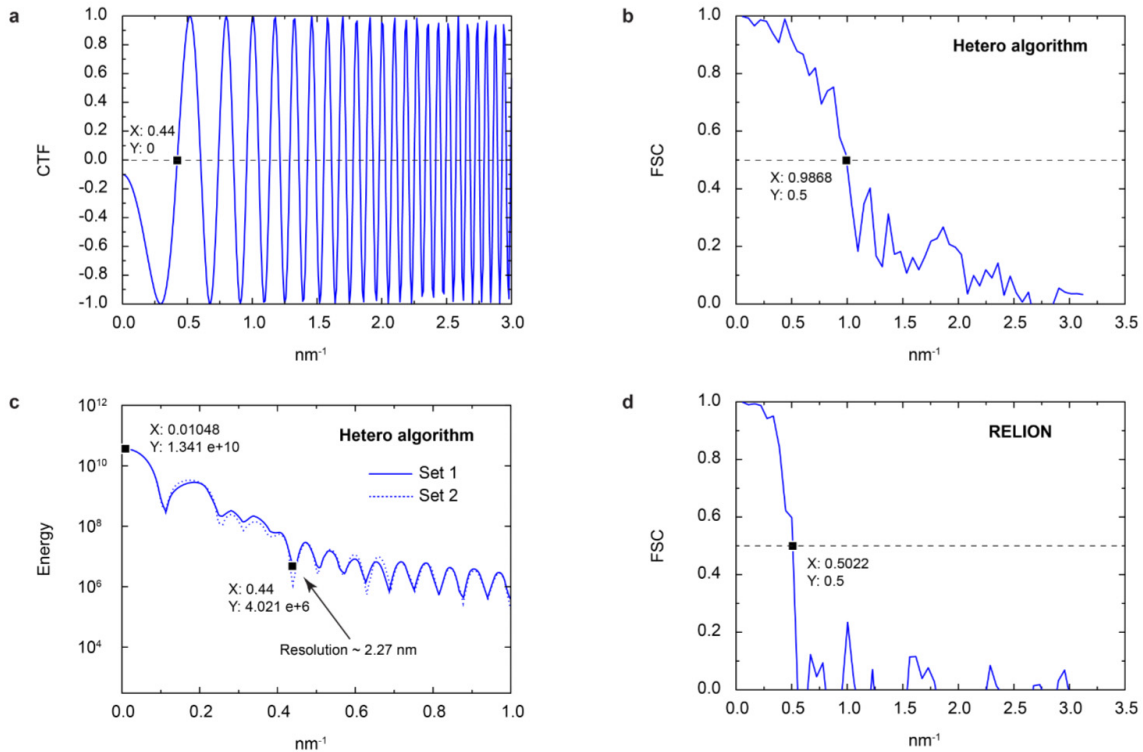 a
1.0
0.8
0.6
0.4
0.2
0.0
-0.2
-0.4
-0.6
-0.8
-1.0
CTF
X: 0.44
Y: 0
0.0 0.5 1.0 1.5 2.0 2.5 3.0
nm-1
b
1.0
0.8
0.6
0.4
0.2
0.0
FSC
Hetero algorithm
X: 0.9868
Y: 0.5
0.0 0.5 1.0 1.5 2.0 2.5 3.0 3.5
nm-1
c
10^12
10^10
10^8
10^6
10^4
Energy
X: 0.01048
Y: 1.341 e+10
Hetero algorithm
Set 1
Set 2
X: 0.44
Y: 4.021 e+6
Resolution ~ 2.27 nm
0.0 0.2 0.4 0.6 0.8 1.0
nm-1
d
1.0
0.8
0.6
0.4
0.2
0.0
FSC
RELION
X: 0.5022
Y: 0.5
0.0 0.5 1.0 1.5 2.0 2.5 3.0 3.5
nm-1